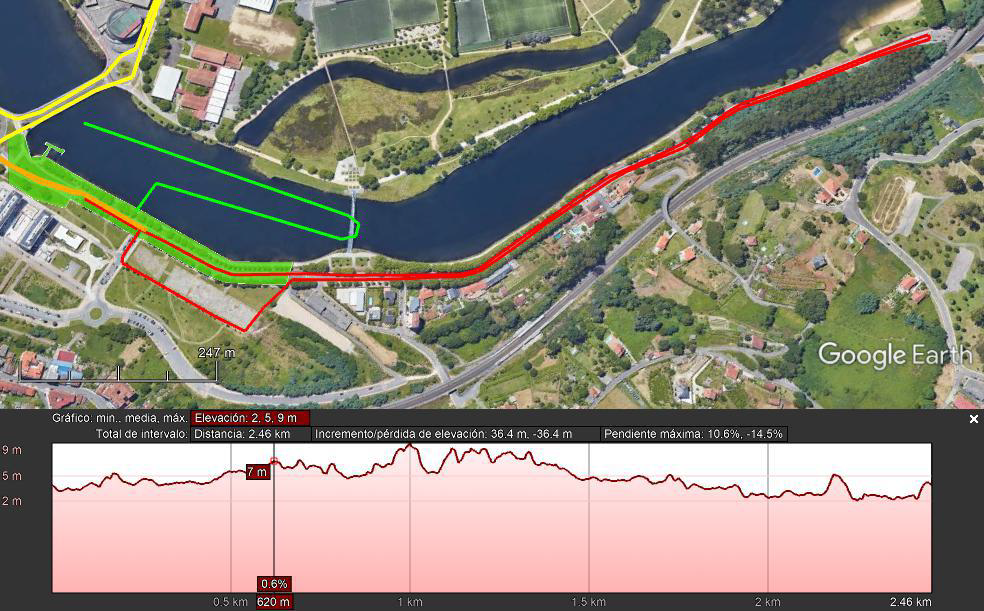 247 m
Google Earth
Gráfico: min.. media, máx. Elevación: 2, 5, 9 m
Total de intervalo: Distancia: 2.46 km Incremento/pérdida de elevación: 36.4 m, -36.4 m Pendiente máxima: 10.6%, -14.5%
9 m
7 m
5 m
2 m
0.6%
0.5 km 620 m 1 km 1.5 km 2 km 2.46 km